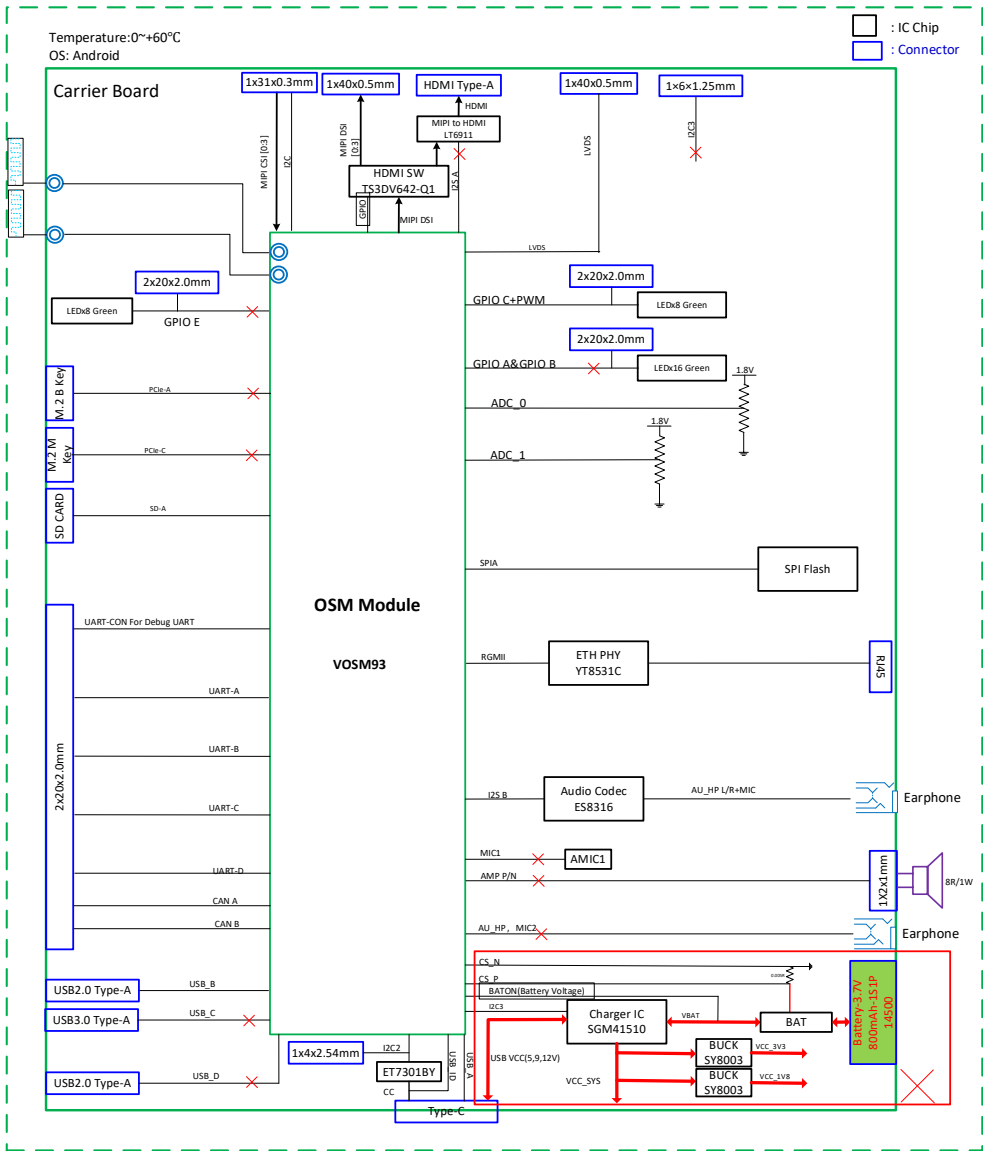 Temperature:0~+60℃
OS: Android
: IC Chip
: Connector
Carrier Board
1x31x0.3mm
1x40x0.5mm
HDMI Type-A
1x40x0.5mm
1×6×1.25mm
HDMI
MIPI to HDMI
LT6911
MIPI CSI [0:3]
I2C
MIPI DSI
[0:3]
HDMI SW
TS3DV642-Q1
GPIO
I2S A
MIPI DSI
LVDS
I2C3
LVDS
2x20x2.0mm
LEDx8 Green
GPIO E
2x20x2.0mm
GPIO C+PWM
LEDx8 Green
2x20x2.0mm
GPIO A&GPIO B
LEDx16 Green
1.8V
M.2 B Key
PCIe-A
ADC_0
1.8V
M.2 M
Key
PCIe-C
ADC_1
SD CARD
SD-A
SPIA
SPI Flash
OSM Module
VOSM93
2x20x2.0mm
UART-CON For Debug UART
UART-A
UART-B
UART-C
UART-D
CAN A
CAN B
RGMII
ETH PHY
YT8531C
RJ45
I2S B
Audio Codec
ES8316
AU_HP L/R+MIC
Earphone
MIC1
AMIC1
AMP P/N
1X2x1mm
8R/1W
AU_HP，MIC2
Earphone
USB2.0 Type-A
USB_B
USB3.0 Type-A
USB_C
USB2.0 Type-A
USB_D
CS_N
CS_P
BATON(Battery Voltage)
I2C3
Charger IC
SGM41510
VBAT
BAT
Battery-3.7V
800mAh-1S1P
14500
USB VCC(5,9,12V)
VCC_SYS
BUCK
SY8003
VCC_3V3
BUCK
SY8003
VCC_1V8
1x4x2.54mm
I2C2
ET7301BY
CC
USB_ID
USB_A
Type-C